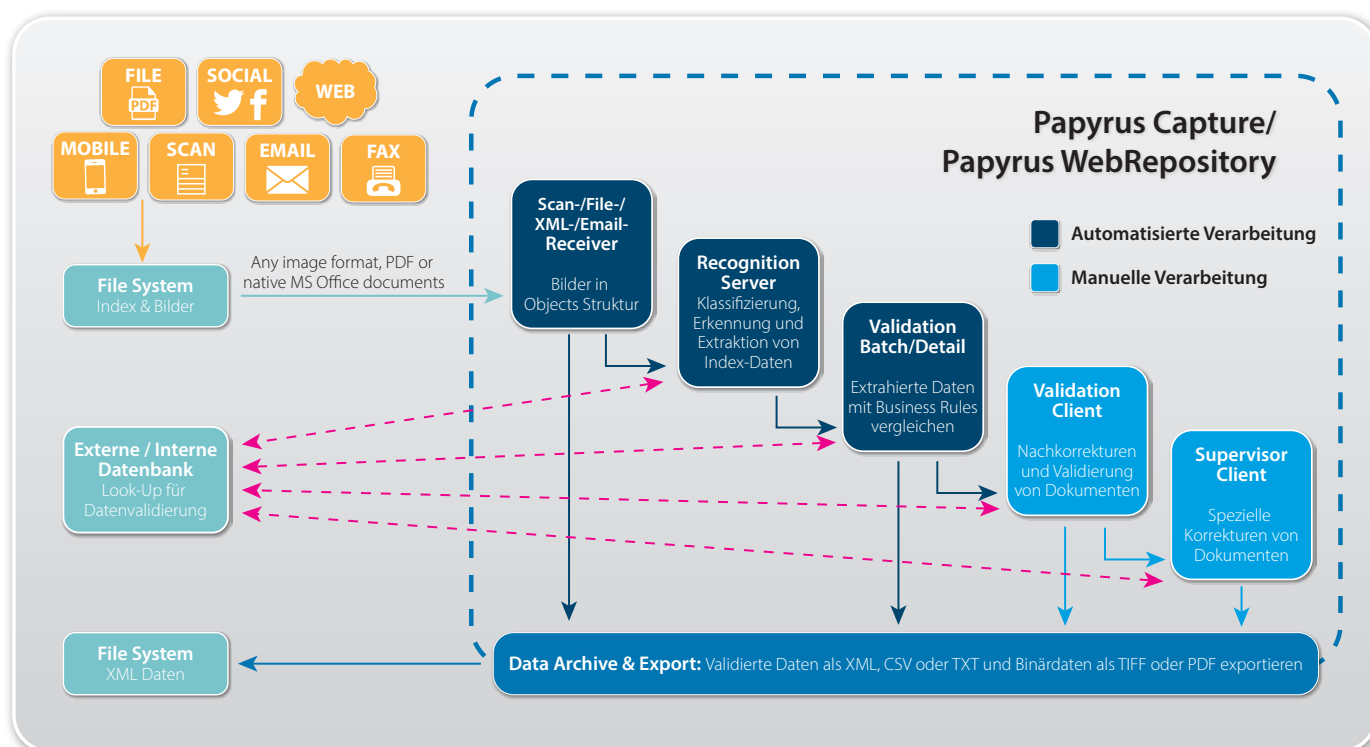 FILE
PDF
SOCIAL
WEB
MOBILE
SCAN
EMAIL
FAX
Papyrus Capture/
Papyrus WebRepository
Automatisierte Verarbeitung
Manuelle Verarbeitung
File System
Index & Bilder
Any image format, PDF or
native MS Office documents
Scan-/File-/
XML-/Email-
Receiver
Bilder in
Objects Struktur
Recognition
Server
Klassifizierung,
Erkennung und
Extraktion von
Index-Daten
Validation
Batch/Detail
Extrahierte Daten
mit Business Rules
vergleichen
Validation
Client
Nachkorrekturen
und Validierung
von Dokumenten
Supervisor
Client
Spezielle
Korrekturen von
Dokumenten
Externe / Interne
Datenbank
Look-Up für
Datenvalidierung
File System
XML Daten
Data Archive & Export: Validierte Daten als XML, CSV oder TXT und Binärdaten als TIFF oder PDF exportieren